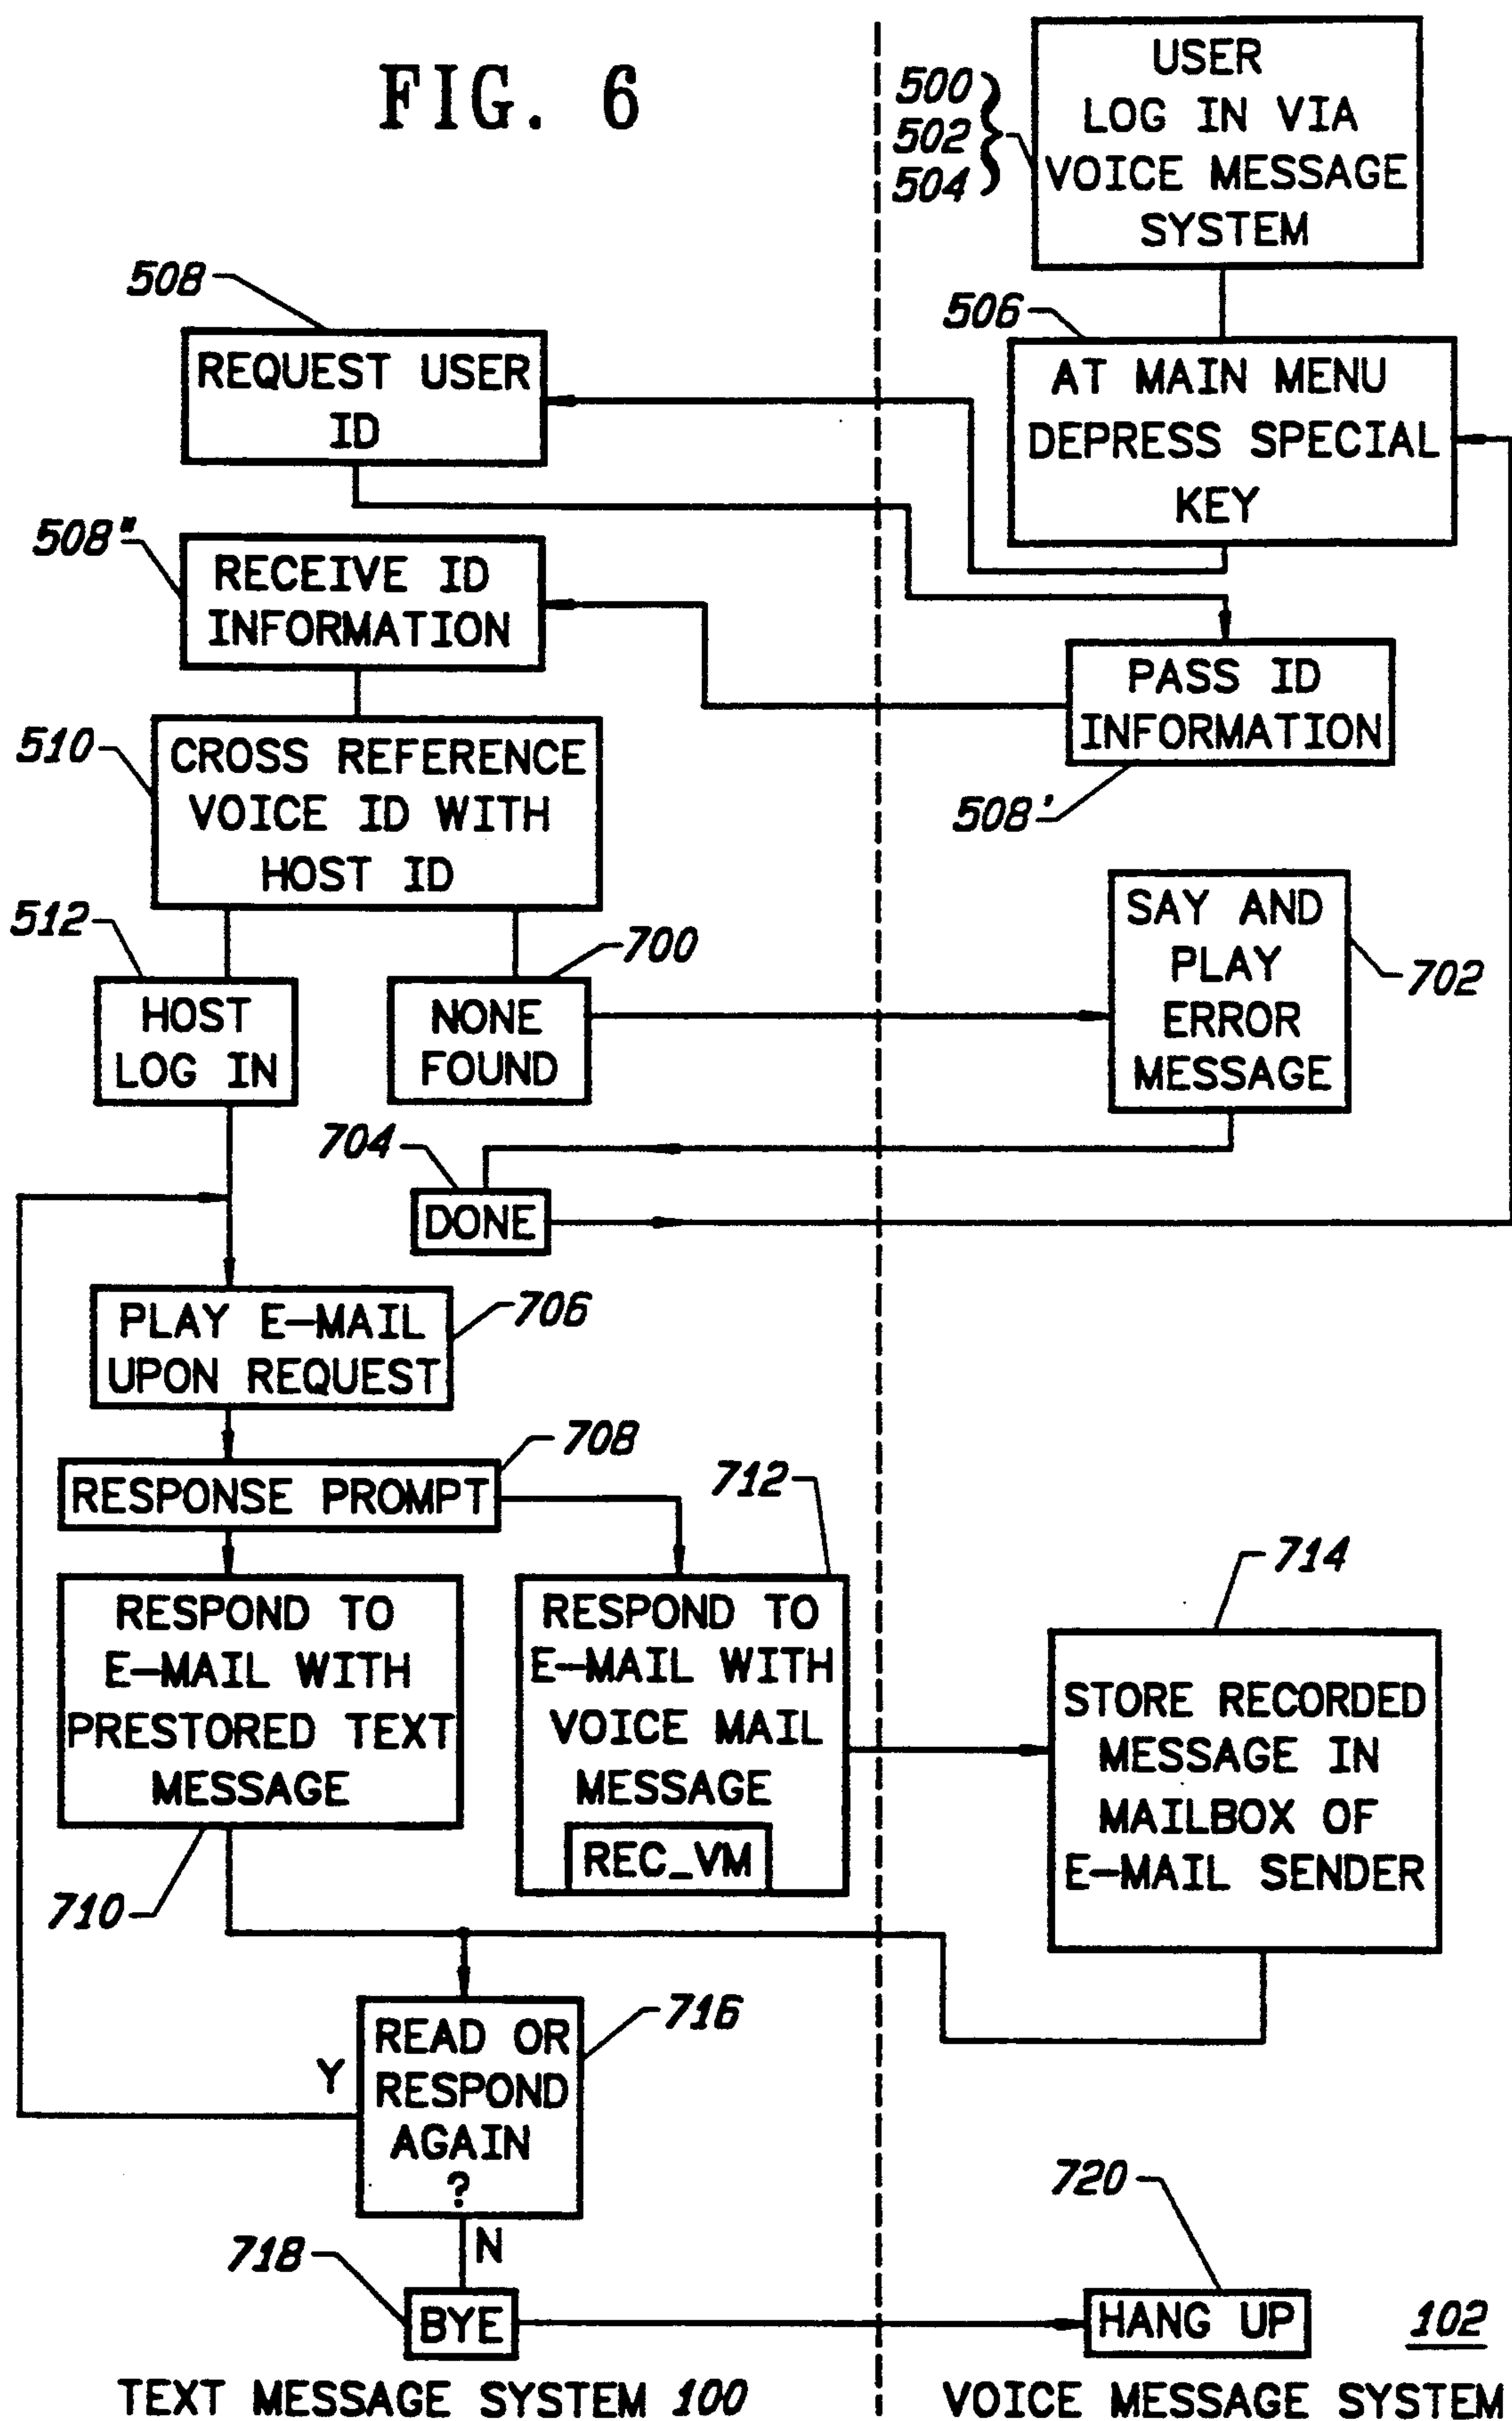 FIG. 6
500
502
504
USER
LOG IN VIA
VOICE MESSAGE
SYSTEM
508
REQUEST USER
ID
506
AT MAIN MENU
DEPRESS SPECIAL
KEY
508"
RECEIVE ID
INFORMATION
PASS ID
INFORMATION
508'
510
CROSS REFERENCE
VOICE ID WITH
HOST ID
512
HOST
LOG IN
700
NONE
FOUND
SAY AND
PLAY
ERROR
MESSAGE
702
704
DONE
PLAY E-MAIL
UPON REQUEST
706
708
RESPONSE PROMPT
712
RESPOND TO
E-MAIL WITH
PRESTORED TEXT
MESSAGE
710
RESPOND TO
E-MAIL WITH
VOICE MAIL
MESSAGE
REC_VM
714
STORE RECORDED
MESSAGE IN
MAILBOX OF
E-MAIL SENDER
READ OR
RESPOND
AGAIN
?
716
Y
N
718
BYE
720
HANG UP
102
TEXT MESSAGE SYSTEM 100
VOICE MESSAGE SYSTEM